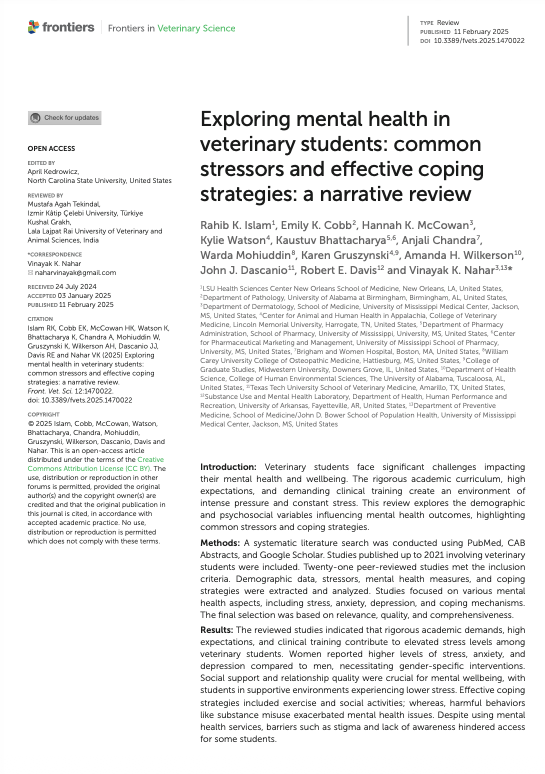 frontiers | Frontiers in Veterinary Science
TYPE Review
PUBLISHED 11 February 2025
DOI 10.3389/fvets.2025.1470022
Check for updates
OPEN ACCESS
EDITED BY
April Kedrowicz,
North Carolina State University, United States
REVIEWED BY
Mustafa Agah Tekindal,
Izmir Kâtip Çelebi University, Türkiye
Kushal Grakh,
Lala Lajpat Rai University of Veterinary and
Animal Sciences, India
*CORRESPONDENCE
Vinayak K. Nahar
naharvinayak@gmail.com
RECEIVED 24 July 2024
ACCEPTED 03 January 2025
PUBLISHED 11 February 2025
CITATION
Islam RK, Cobb EK, McCowan HK, Watson K,
Bhattacharya K, Chandra A, Mohiuddin W,
Gruszynski K, Wilkerson AH, Dascanio JJ,
Davis RE and Nahar VK (2025) Exploring
mental health in veterinary students:
common stressors and effective coping
strategies: a narrative review.
Front. Vet. Sci. 12:1470022.
doi: 10.3389/fvets.2025.1470022
COPYRIGHT
© 2025 Islam, Cobb, McCowan, Watson,
Bhattacharya, Chandra, Mohiuddin,
Gruszynski, Wilkerson, Dascanio, Davis and
Nahar. This is an open-access article
distributed under the terms of the Creative
Commons Attribution License (CC BY). The
use, distribution or reproduction in other
forums is permitted, provided the original
author(s) and the copyright owner(s) are
credited and that the original publication in
this journal is cited, in accordance with
accepted academic practice. No use,
distribution or reproduction is permitted
which does not comply with these terms.
Exploring mental health in
veterinary students: common
stressors and effective coping
strategies: a narrative review
Rahib K. Islam1, Emily K. Cobb2, Hannah K. McCowan3,
Kylie Watson4, Kaustuv Bhattacharya5,6, Anjali Chandra7,
Warda Mohiuddin8, Karen Gruszynski4,9, Amanda H. Wilkerson10,
John J. Dascanio11, Robert E. Davis12 and Vinayak K. Nahar3,13*
1LSU Health Sciences Center New Orleans School of Medicine, New Orleans, LA, United States,
2Department of Pathology, University of Alabama at Birmingham, Birmingham, AL, United States,
3Department of Dermatology, School of Medicine, University of Mississippi Medical Center, Jackson,
MS, United States, 4Center for Animal and Human Health in Appalachia, College of Veterinary
Medicine, Lincoln Memorial University, Harrogate, TN, United States, 5Department of Pharmacy
Administration, School of Pharmacy, University of Mississippi, University, MS, United States, 6Center
for Pharmaceutical Marketing and Management, University of Mississippi School of Pharmacy,
University, MS, United States, 7Brigham and Women Hospital, Boston, MA, United States, 8William
Carey University College of Osteopathic Medicine, Hattiesburg, MS, United States, 9College of
Graduate Studies, Midwestern University, Downers Grove, IL, United States, 10Department of Health
Science, College of Human Environmental Sciences, The University of Alabama, Tuscaloosa, AL,
United States, 11Texas Tech University School of Veterinary Medicine, Amarillo, TX, United States,
12Substance Use and Mental Health Laboratory, Department of Health, Human Performance and
Recreation, University of Arkansas, Fayetteville, AR, United States, 13Department of Preventive
Medicine, School of Medicine/John D. Bower School of Population Health, University of Mississippi
Medical Center, Jackson, MS, United States
Introduction: Veterinary students face significant challenges impacting
their mental health and wellbeing. The rigorous academic curriculum, high
expectations, and demanding clinical training create an environment of
intense pressure and constant stress. This review explores the demographic
and psychosocial variables influencing mental health outcomes, highlighting
common stressors and coping strategies.
Methods: A systematic literature search was conducted using PubMed, CAB
Abstracts, and Google Scholar. Studies published up to 2021 involving veterinary
students were included. Twenty-one peer-reviewed studies met the inclusion
criteria. Demographic data, stressors, mental health measures, and coping
strategies were extracted and analyzed. Studies focused on various mental
health aspects, including stress, anxiety, depression, and coping mechanisms.
The final selection was based on relevance, quality, and comprehensiveness.
Results: The reviewed studies indicated that rigorous academic demands, high
expectations, and clinical training contribute to elevated stress levels among
veterinary students. Women reported higher levels of stress, anxiety, and
depression compared to men, necessitating gender-specific interventions.
Social support and relationship quality were crucial for mental wellbeing, with
students in supportive environments experiencing lower stress. Effective coping
strategies included exercise and social activities; whereas, harmful behaviors
like substance misuse exacerbated mental health issues. Despite using mental
health services, barriers such as stigma and lack of awareness hindered access
for some students.